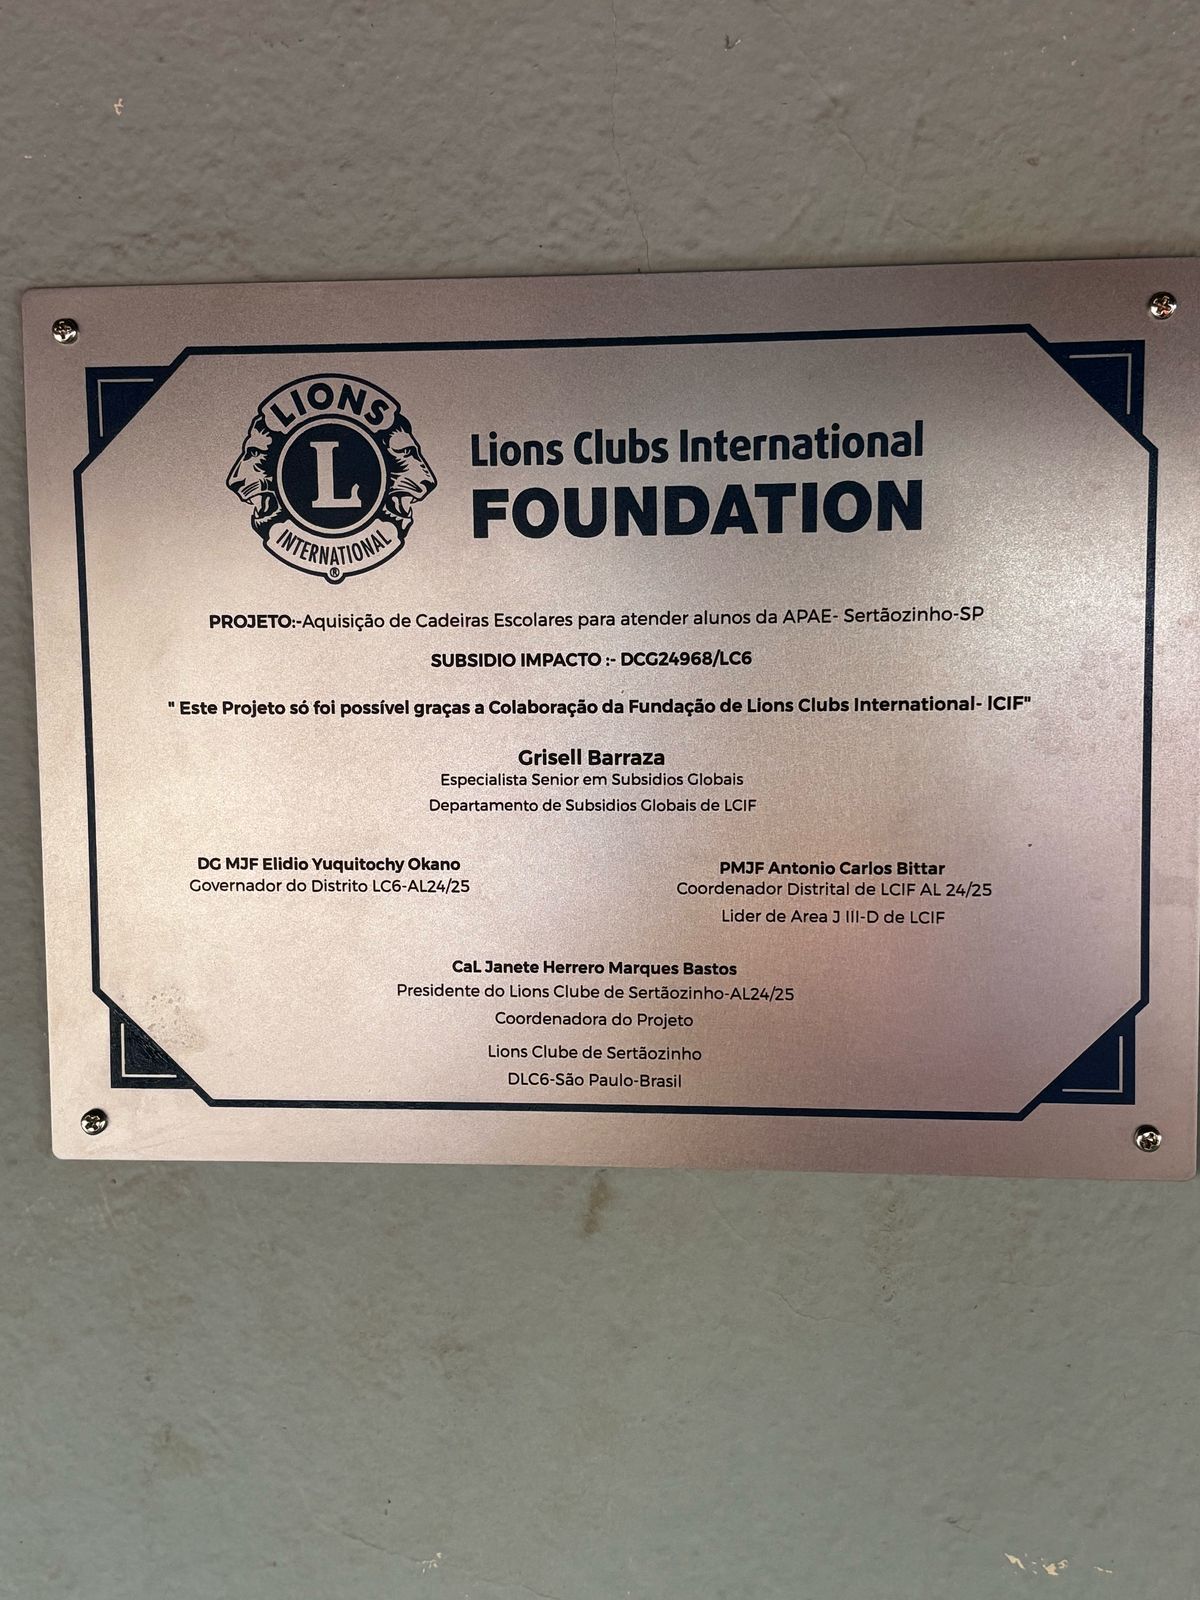 LIONS
L
INTERNATIONAL
®
Lions Clubs International
FOUNDATION
PROJETO:-Aquisição de Cadeiras Escolares para atender alunos da APAE- Sertãozinho-SP
SUBSIDIO IMPACTO :- DCG24968/LC6
" Este Projeto só foi possível graças a Colaboração da Fundação de Lions Clubs International- lCIF"
Grisell Barraza
Especialista Senior em Subsidios Globais
Departamento de Subsidios Globais de LCIF
DG MJF Elidio Yuquitochy Okano
Governador do Distrito LC6-AL24/25
PMJF Antonio Carlos Bittar
Coordenador Distrital de LCIF AL 24/25
Lider de Area J III-D de LCIF
CaL Janete Herrero Marques Bastos
Presidente do Lions Clube de Sertãozinho-AL24/25
Coordenadora do Projeto
Lions Clube de Sertãozinho
DLC6-São Paulo-Brasil